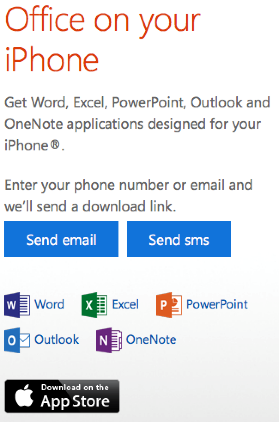 Office on your
iPhone
Get Word, Excel, PowerPoint, Outlook and
OneNote applications designed for your
iPhone®.
Enter your phone number or email and
we'll send a download link.
Send email Send sms
W Word X Excel P PowerPoint
O Outlook N OneNote
Download on the
App Store